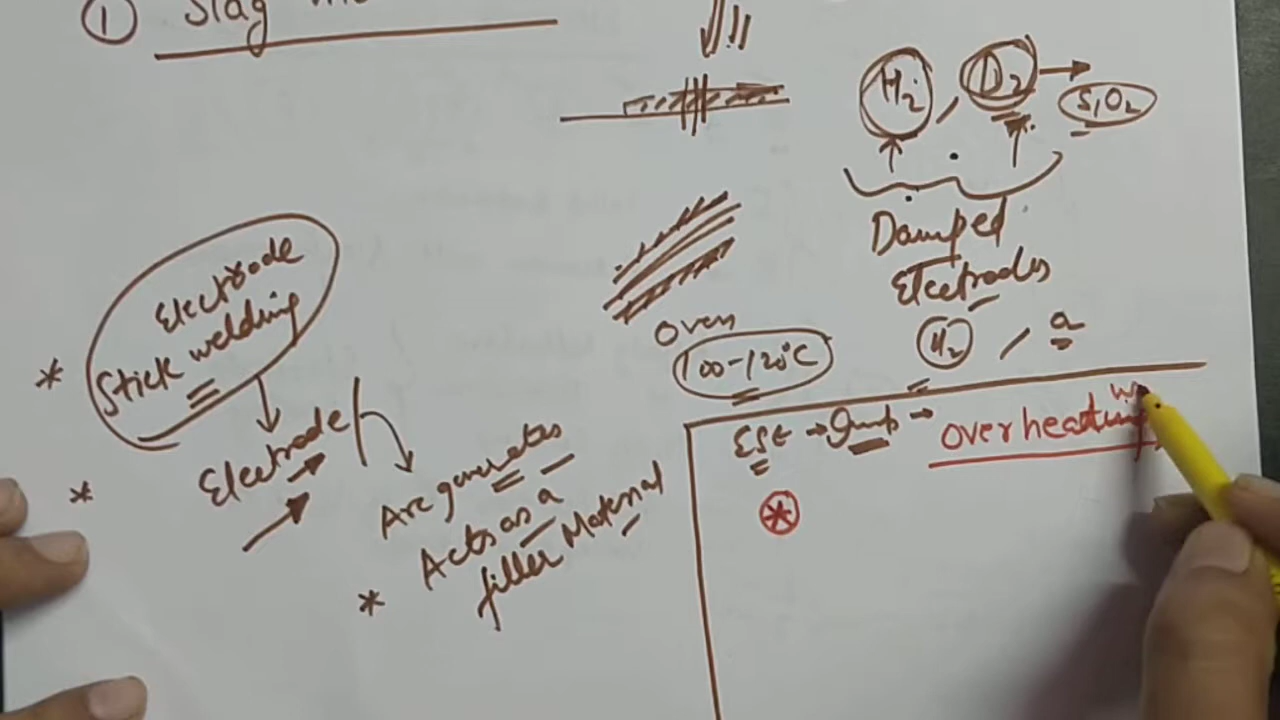 ① Slag
H2 / O2 → SiO2
Damped
Electrodes
H2 /
Oven
100-120°C
Electrode
Stick welding
* Electrode
Arc generates
Acts as a
filler Material
*
*
ESE → → overheating
*